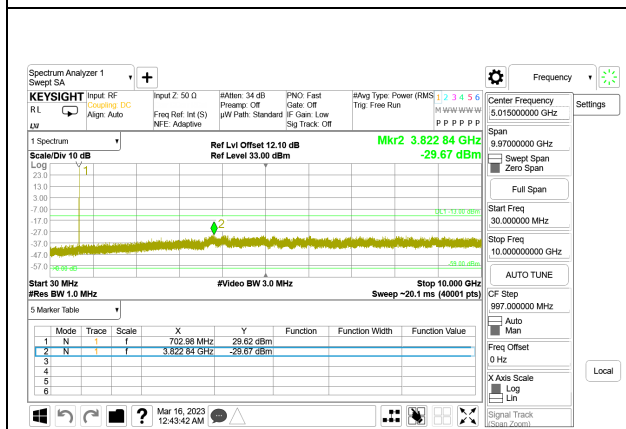 Spectrum Analyzer 1
Swept SA
Frequency
Settings
KEYSIGHT
RL
LXI
Input: RF
Coupling: DC
Align: Auto
Input Z: 50 Ω
Freq Ref: Int (S)
NFE: Adaptive
#Atten: 34 dB
Preamp: Off
µW Path: Standard
PNO: Fast
Gate: Off
IF Gain: Low
Sig Track: Off
#Avg Type: Power (RMS
Trig: Free Run
1 2 3 4 5 6
M W W W W W
P P P P P P
1 Spectrum
Scale/Div 10 dB
Log
Ref Lvl Offset 12.10 dB
Ref Level 33.00 dBm
Mkr2 3.822 84 GHz
-29.67 dBm
23.0
13.0
3.00
-7.00
-17.0
-27.0
-37.0
-47.0
-57.0
1
2
DL1 -13.00 dBm
Start 30 MHz
#Video BW 3.0 MHz
Stop 10.000 GHz
#Res BW 1.0 MHz
Sweep ~20.1 ms (40001 pts)
5 Marker Table
Mode Trace Scale X Y Function Function Width Function Value
1 N 1 f 702.98 MHz 29.62 dBm
2 N 1 f 3.822 84 GHz -29.67 dBm
3
4
5
6
Mar 16, 2023
12:43:42 AM
Center Frequency
5.015000000 GHz
Span
9.97000000 GHz
Swept Span
Zero Span
Full Span
Start Freq
30.000000 MHz
Stop Freq
10.000000000 GHz
AUTO TUNE
CF Step
997.000000 MHz
Auto
Man
Freq Offset
0 Hz
X Axis Scale
Log
Lin
Signal Track
(Span Zoom)
Local